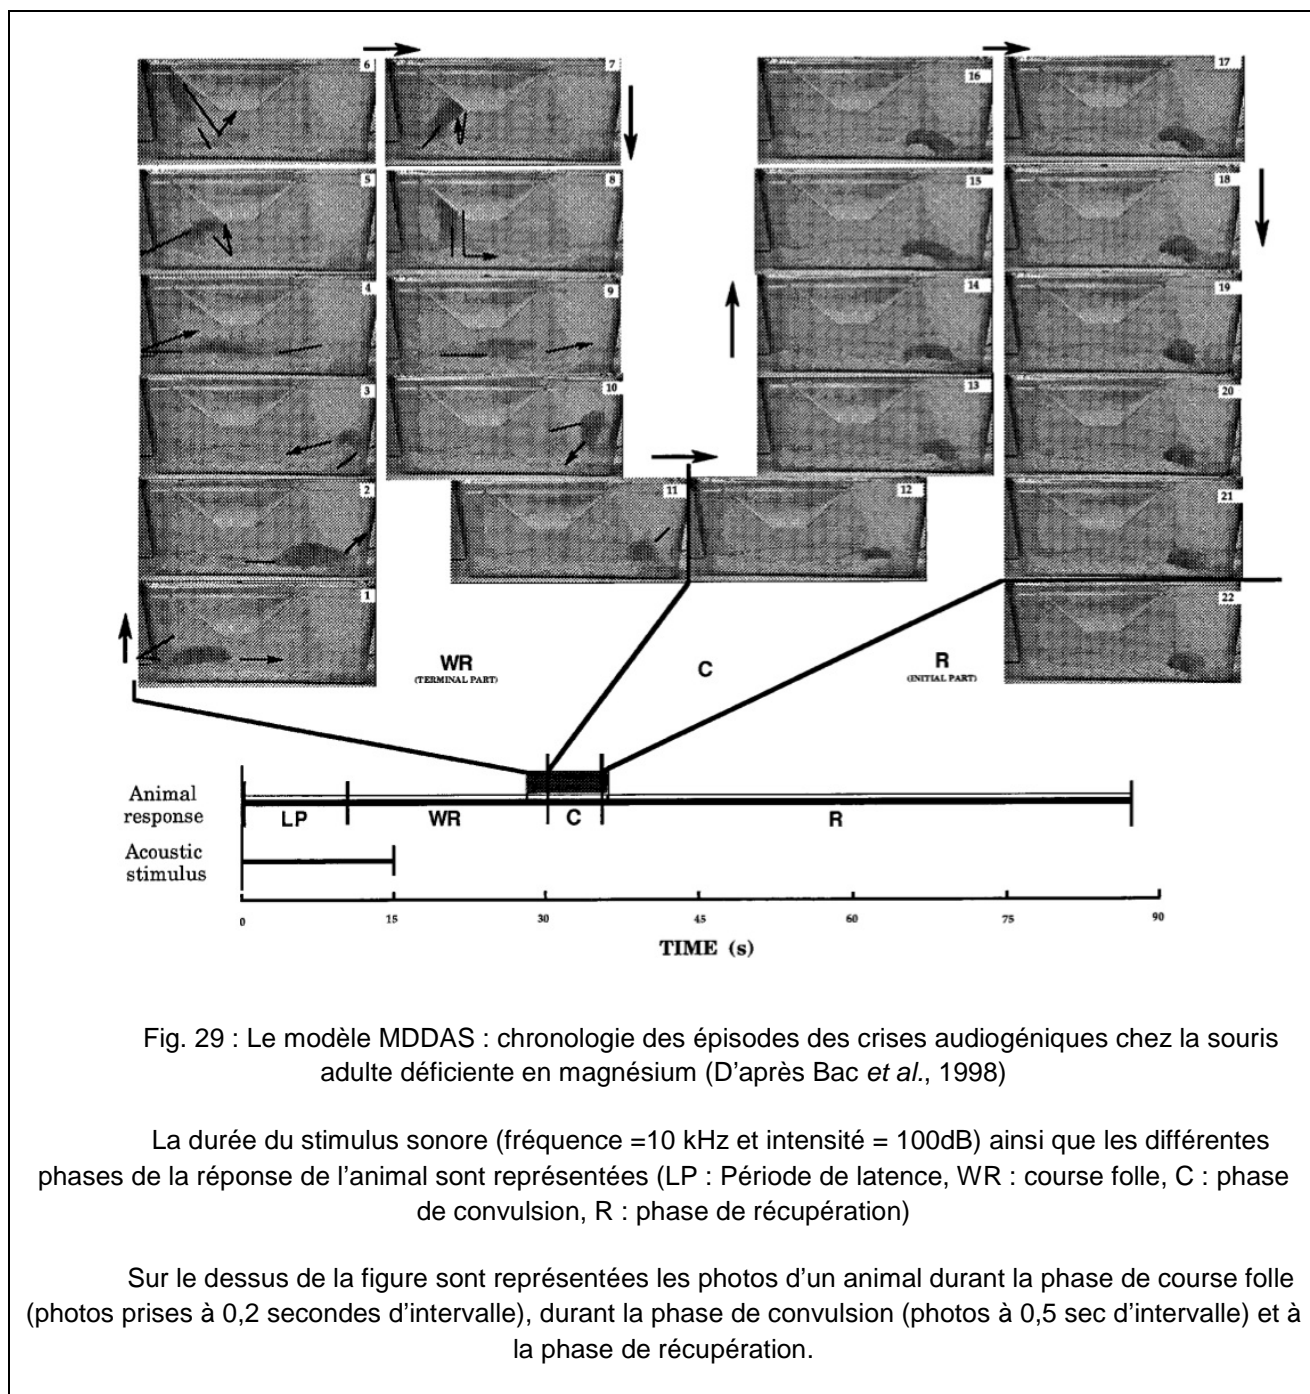 6
7
16
17
5
8
15
18
4
9
14
19
3
10
13
20
2
11
12
21
1
22
WR
(TERMINAL PART)
C
R
(INITIAL PART)
Animal
response
LP
WR
C
R
Acoustic
stimulus
0
15
30
45
60
75
90
TIME (s)
Fig. 29 : Le modèle MDDAS : chronologie des épisodes des crises audiogéniques chez la souris
adulte déficiente en magnésium (D’après Bac et al., 1998)
La durée du stimulus sonore (fréquence =10 kHz et intensité = 100dB) ainsi que les différentes
phases de la réponse de l’animal sont représentées (LP : Période de latence, WR : course folle, C : phase
de convulsion, R : phase de récupération)
Sur le dessus de la figure sont représentées les photos d’un animal durant la phase de course folle
(photos prises à 0,2 secondes d’intervalle), durant la phase de convulsion (photos à 0,5 sec d’intervalle) et à
la phase de récupération.